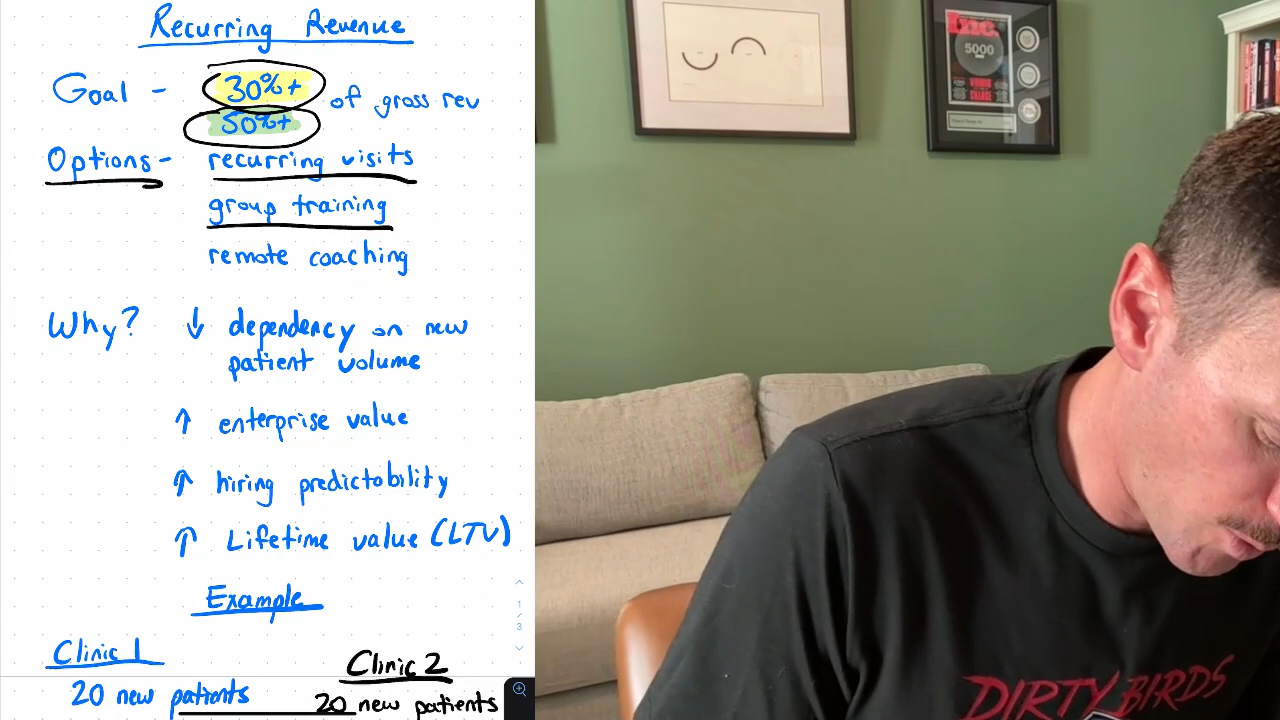 Recurring Revenue
Goal - 30%+ of gross rev
50%+
Options - recurring visits
group training
remote coaching
Why? ↓ dependency on new
patient volume
↑ enterprise value
↑ hiring predictability
↑ Lifetime value (LTV)
Example
Clinic 1
Clinic 2
20 new patients
20 new patients
1
/
3
Inc.
5000
DIRTY BIRDS